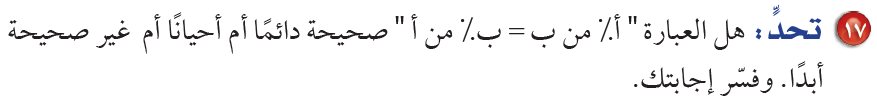 ١٧ تحدٍّ: هل العبارة " أ٪ من ب = ب٪ من أ " صحيحة دائمًا أم أحيانًا أم غير صحيحة
أبدًا. وفسّر إجابتك.